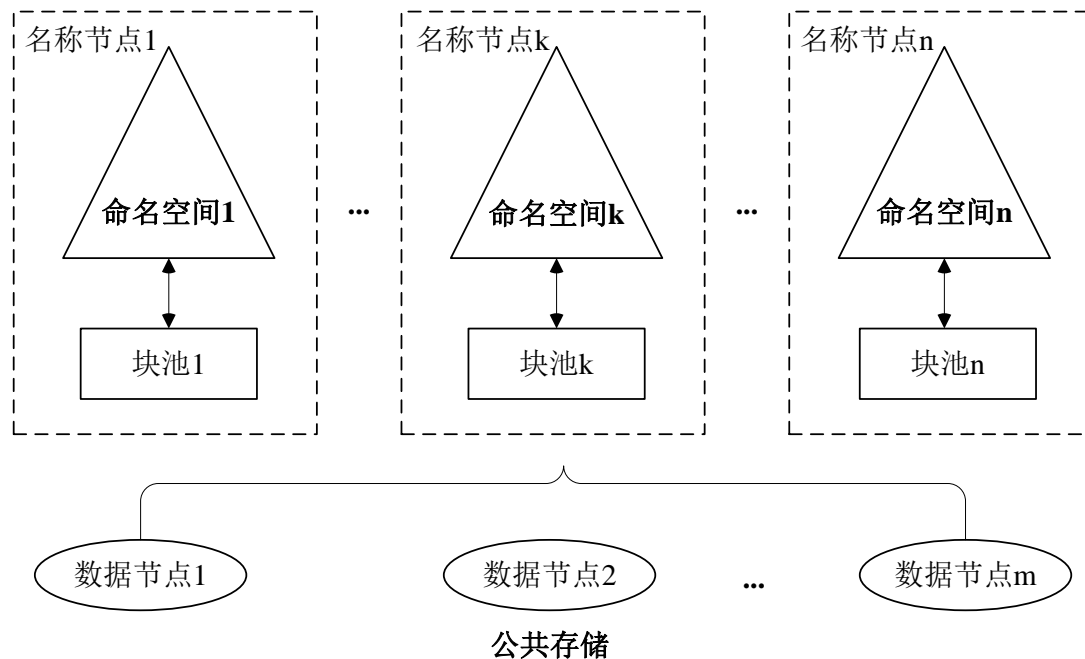 名称节点1 名称节点k 名称节点n
命名空间1 ... 命名空间k ... 命名空间n
块池1 块池k 块池n
数据节点1 数据节点2 ... 数据节点m
公共存储